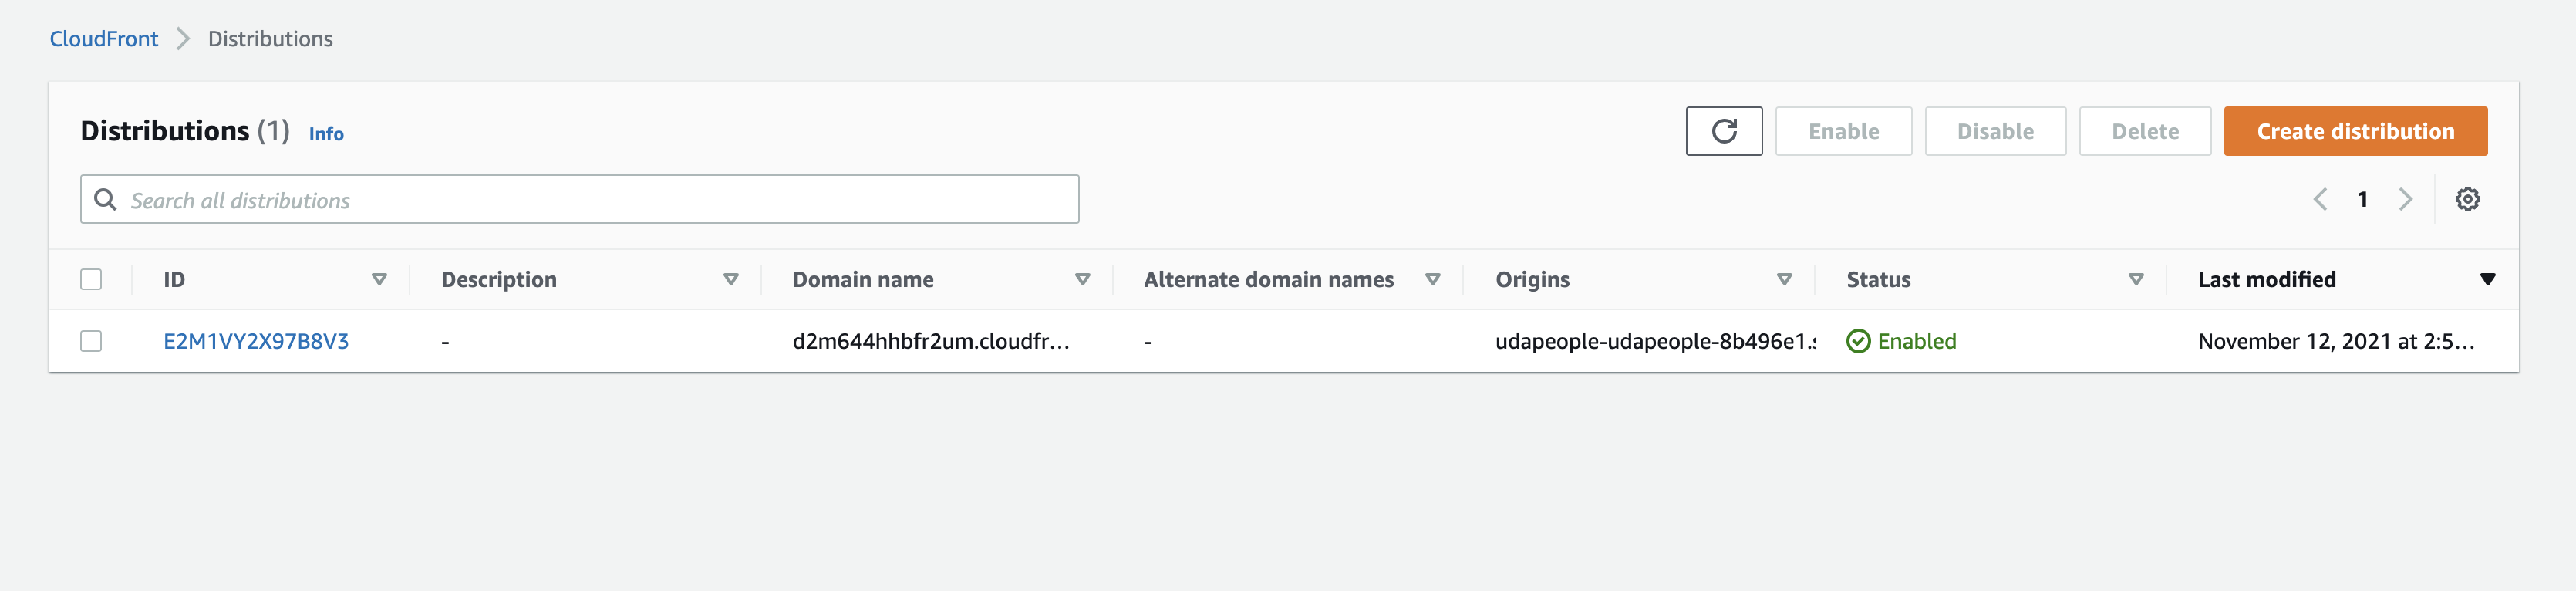 CloudFront Distributions
Distributions (1) Info Enable Disable Delete Create distribution
Search all distributions 1
ID Description Domain name Alternate domain names Origins Status Last modified
E2M1VY2X97B8V3 - d2m644hhbfr2um.cloudfr... - udapeople-udapeople-8b496e1.s Enabled November 12, 2021 at 2:5...